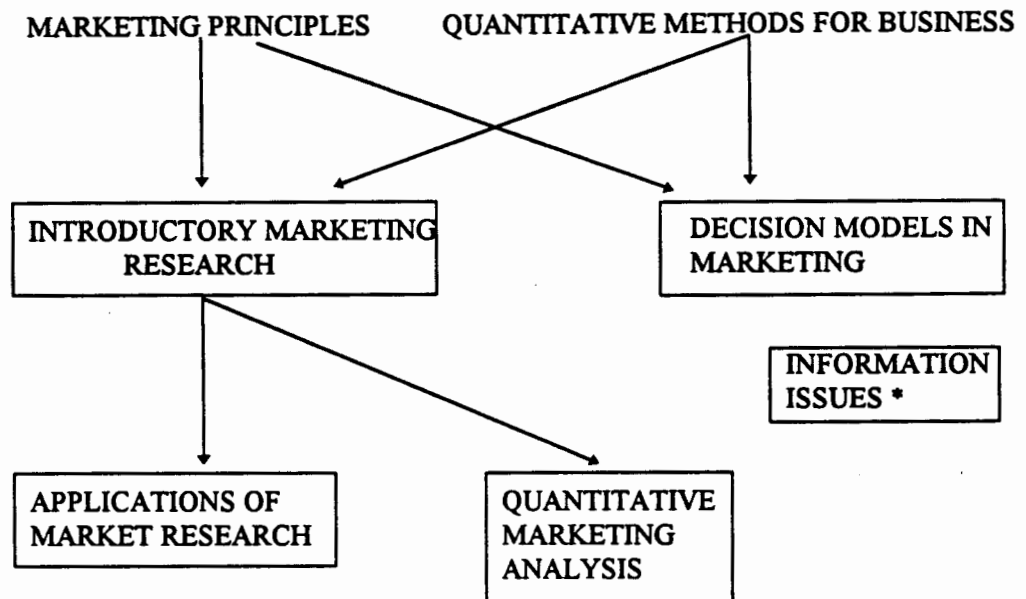 MARKETING PRINCIPLES
QUANTITATIVE METHODS FOR BUSINESS
INTRODUCTORY MARKETING
RESEARCH
DECISION MODELS IN
MARKETING
INFORMATION
ISSUES *
APPLICATIONS OF
MARKET RESEARCH
QUANTITATIVE
MARKETING
ANALYSIS